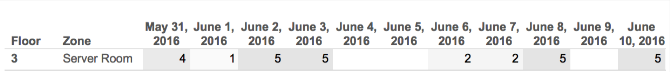 Floor Zone May 31, 2016 June 1, 2016 June 2, 2016 June 3, 2016 June 4, 2016 June 5, 2016 June 6, 2016 June 7, 2016 June 8, 2016 June 9, 2016 June 10, 2016
3 Server Room 4 1 5 5 2 2 5 5